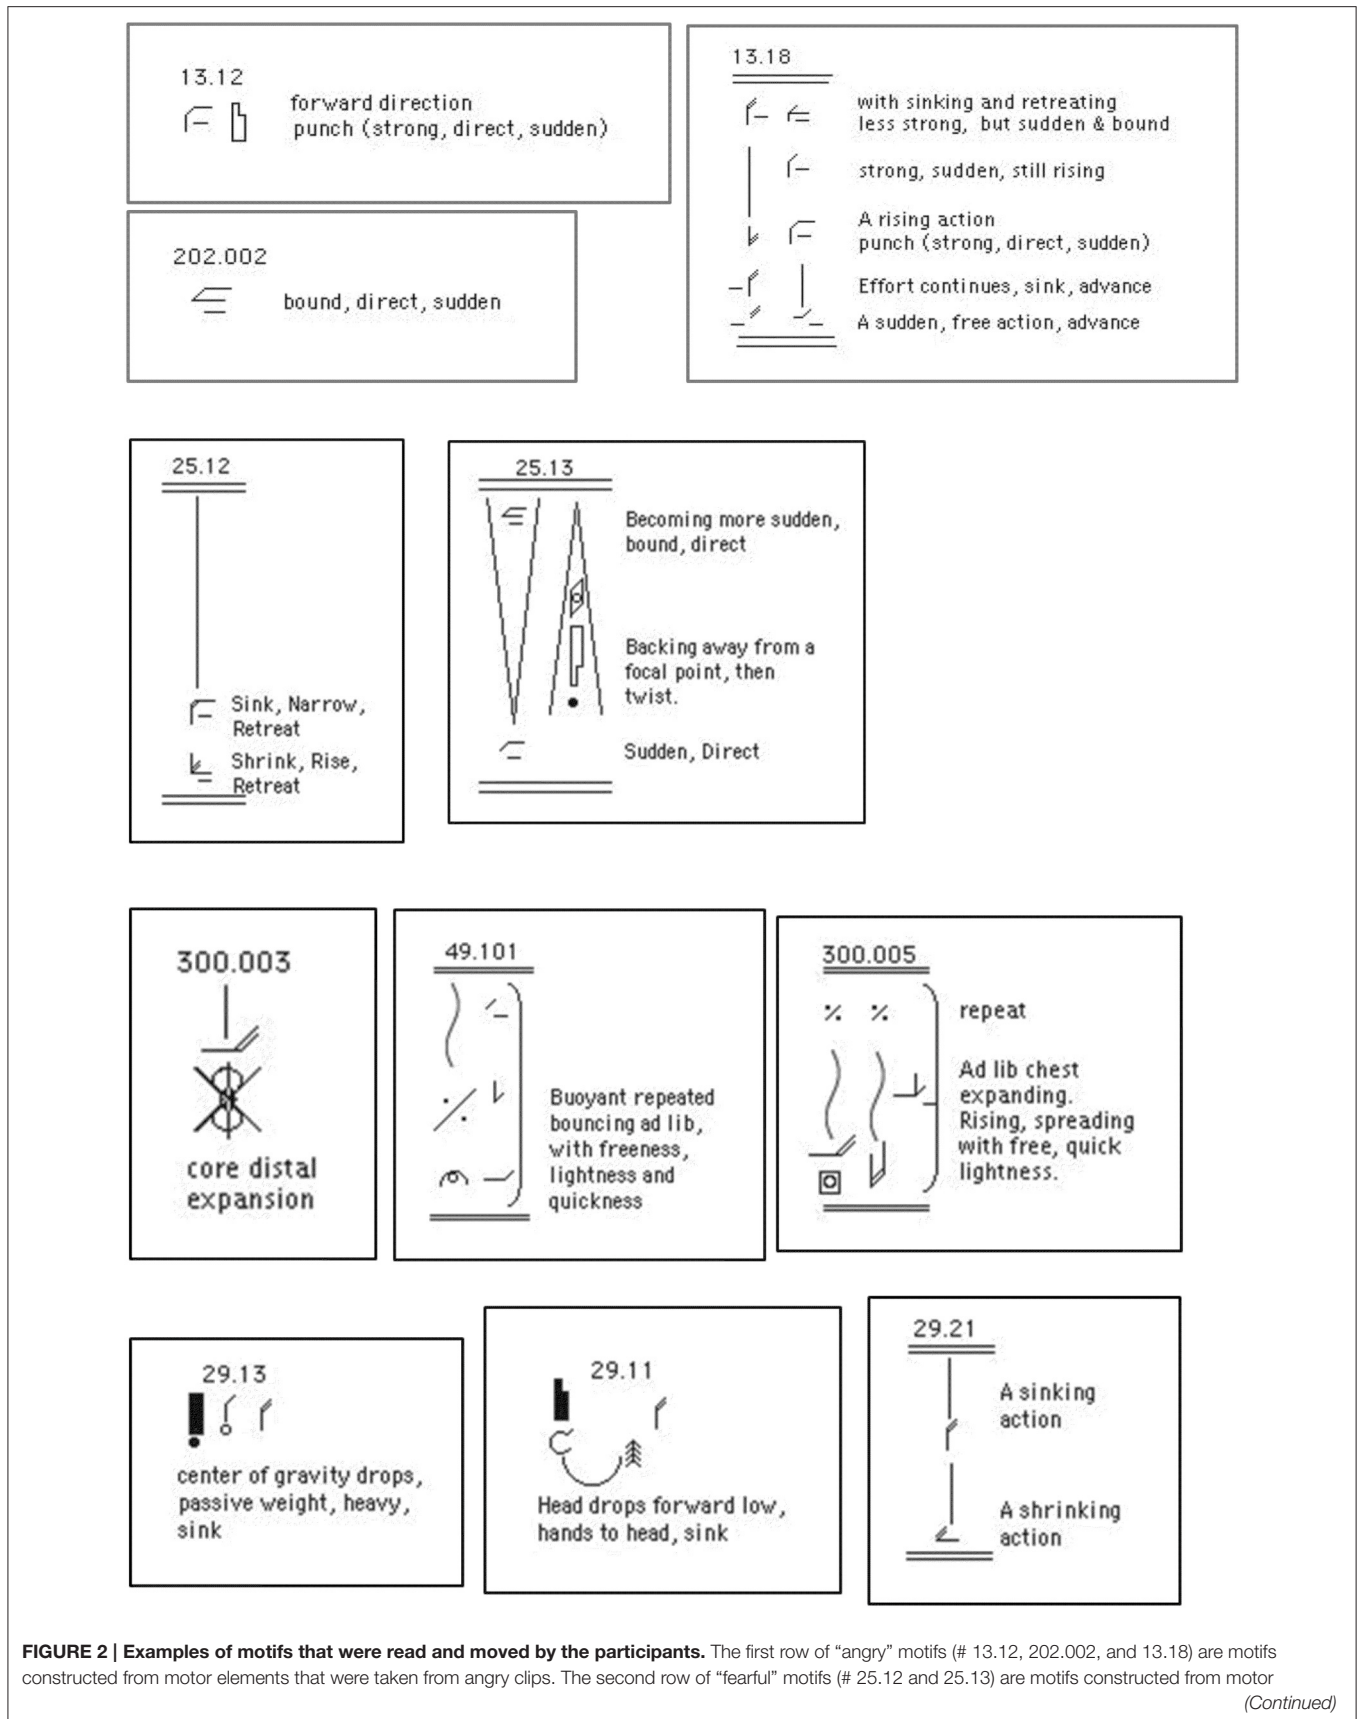 13.12
forward direction
punch (strong, direct, sudden)
202.002
bound, direct, sudden
13.18
with sinking and retreating
less strong, but sudden & bound
strong, sudden, still rising
A rising action
punch (strong, direct, sudden)
Effort continues, sink, advance
A sudden, free action, advance
25.12
Sink, Narrow,
Retreat
Shrink, Rise,
Retreat
25.13
Becoming more sudden,
bound, direct
Backing away from a
focal point, then
twist.
Sudden, Direct
300.003
core distal
expansion
49.101
Buoyant repeated
bouncing ad lib,
with freeness,
lightness and
quickness
300.005
repeat
Ad lib chest
expanding.
Rising, spreading
with free, quick
lightness.
29.13
center of gravity drops,
passive weight, heavy,
sink
29.11
Head drops forward low,
hands to head, sink
29.21
A sinking
action
A shrinking
action
FIGURE 2 | Examples of motifs that were read and moved by the participants. The first row of “angry” motifs (# 13.12, 202.002, and 13.18) are motifs
constructed from motor elements that were taken from angry clips. The second row of “fearful” motifs (# 25.12 and 25.13) are motifs constructed from motor
(Continued)